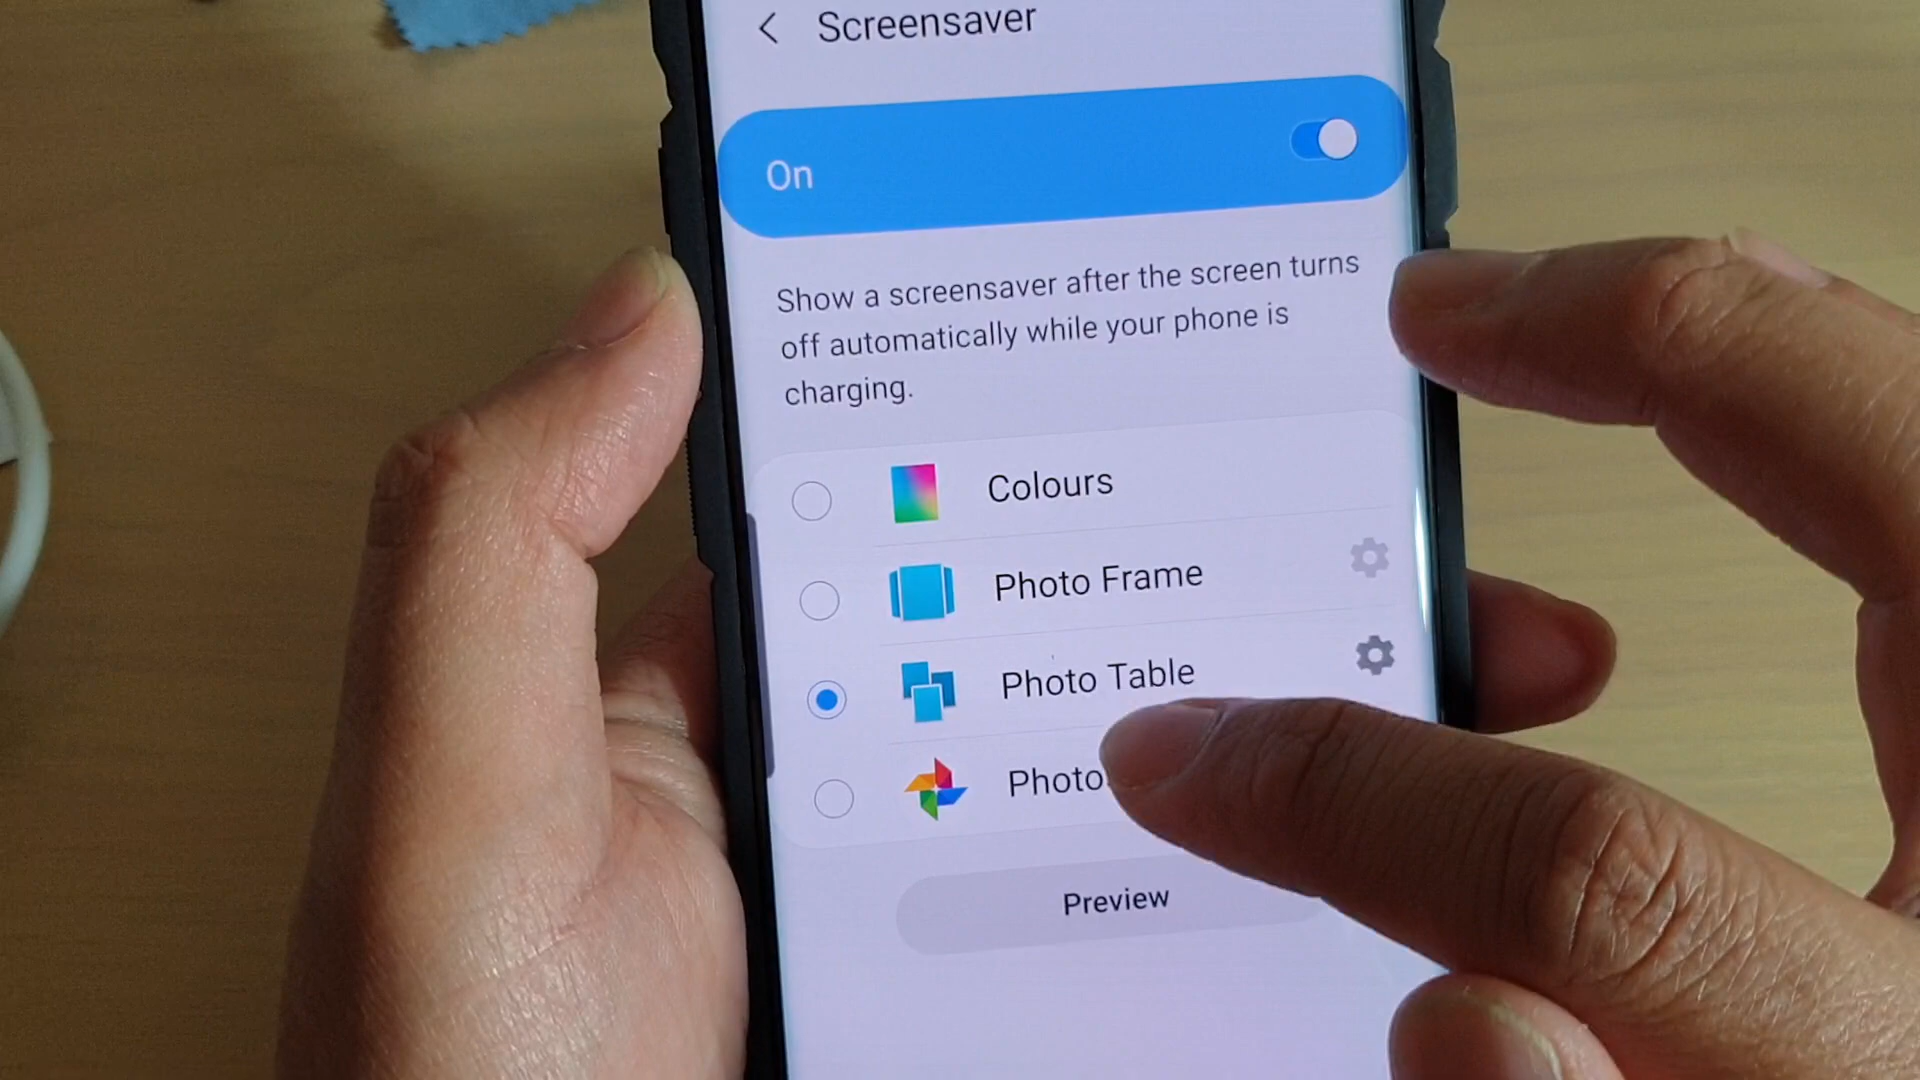 Screensaver
On
Show a screensaver after the screen turns
off automatically while your phone is
charging.
Colours
Photo Frame
Photo Table
Photo
Preview